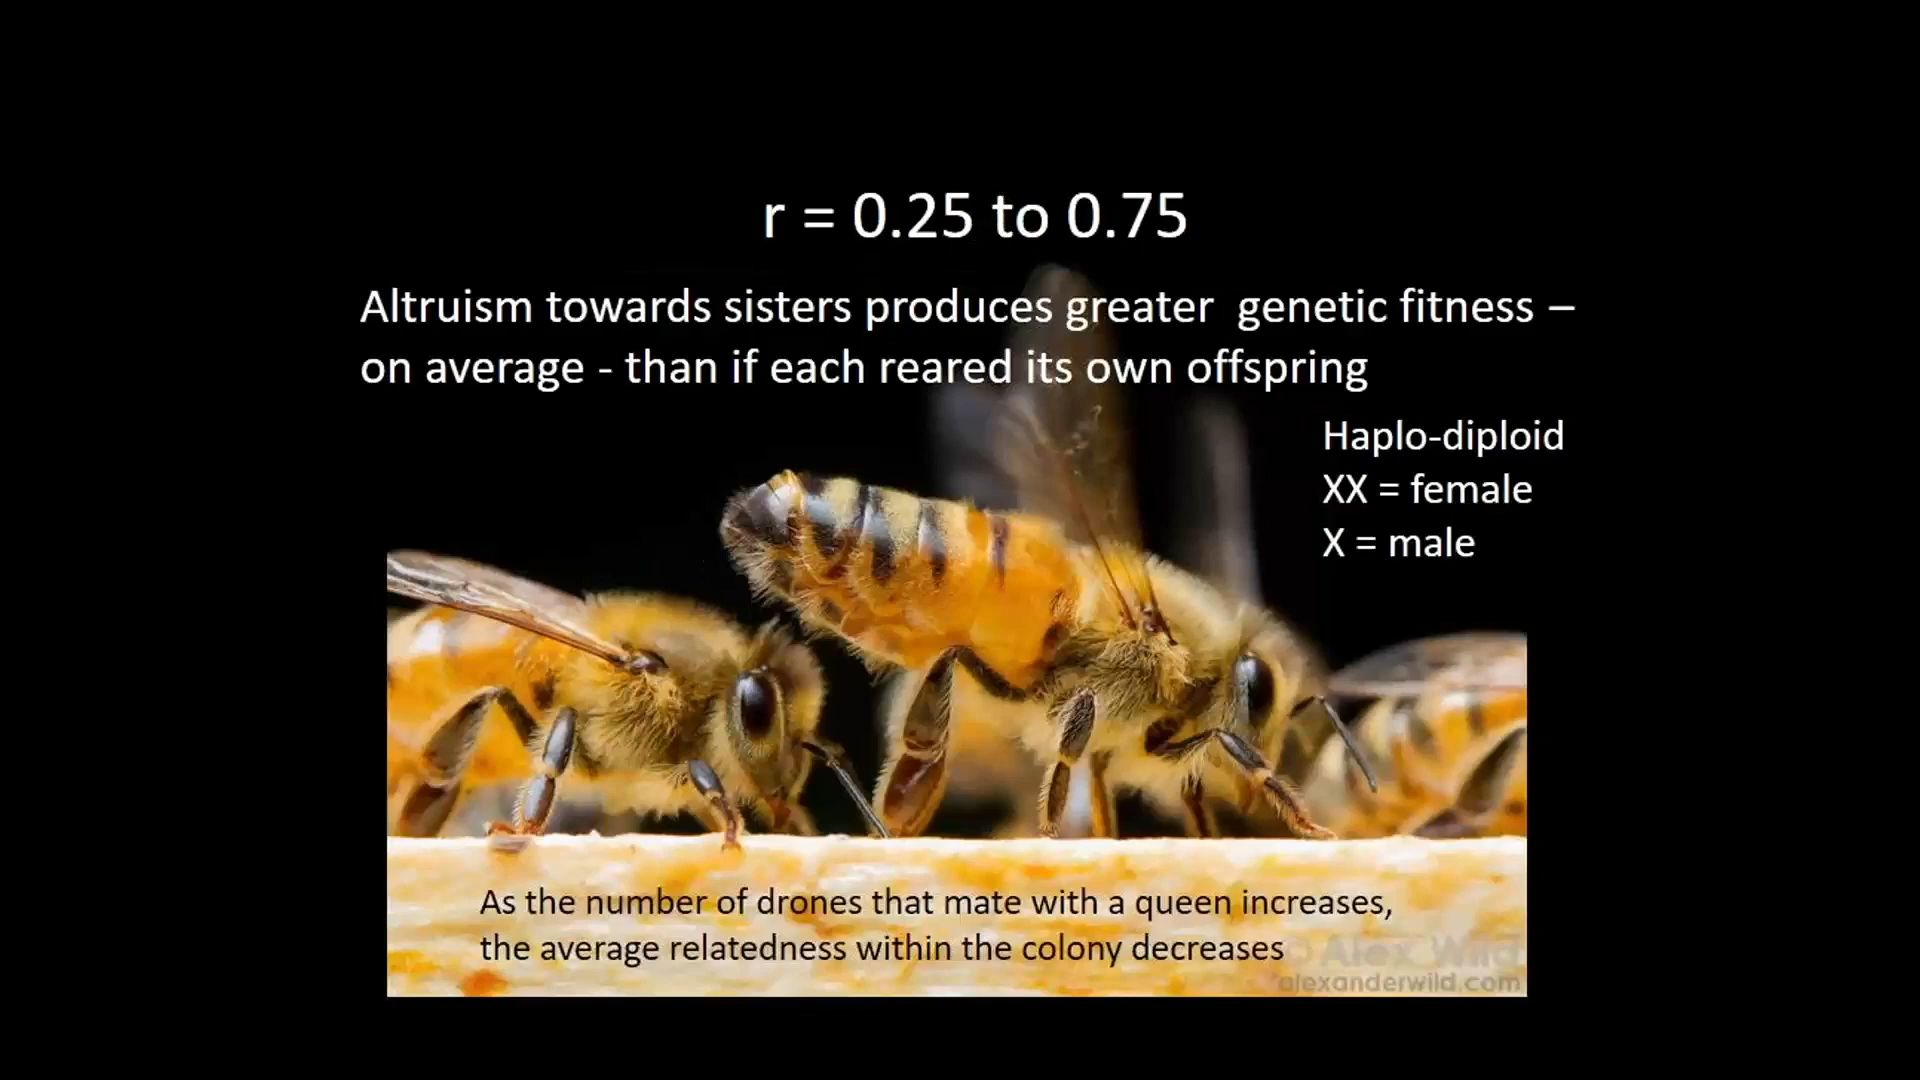 r = 0.25 to 0.75
Altruism towards sisters produces greater  genetic fitness –
on average - than if each reared its own offspring
Haplo-diploid
XX = female
X = male
As the number of drones that mate with a queen increases,
the average relatedness within the colony decreases
© Alex Wild
alexanderwild.com